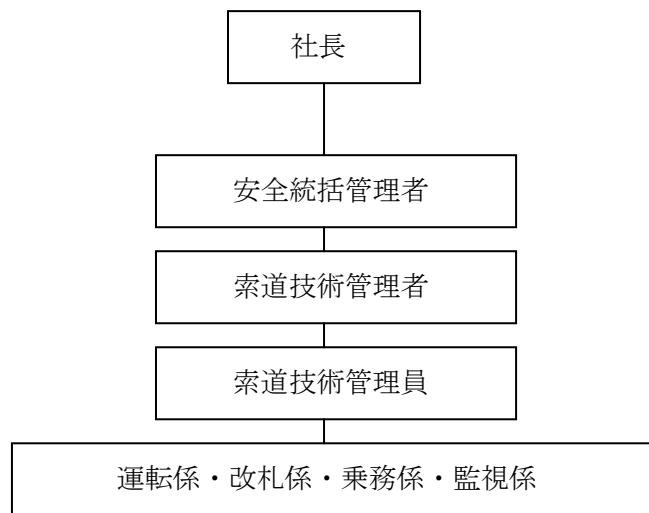 社長
安全統括管理者
索道技術管理者
索道技術管理員
運転係・改札係・乗務係・監視係